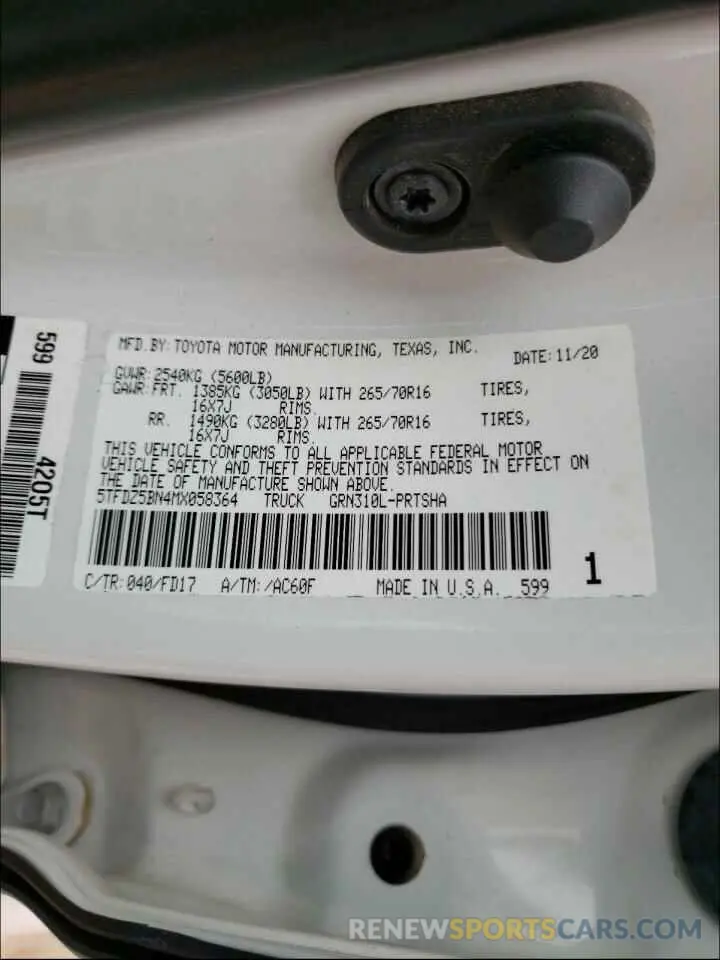 MFD. BY: TOYOTA MOTOR MANUFACTURING, TEXAS, INC. DATE: 11/20
GVWR: 2540KG (5600LB)
GAWR: FRT. 1385KG (3050LB) WITH 265/70R16 TIRES,
16X7J RIMS.
RR. 1490KG (3280LB) WITH 265/70R16 TIRES,
16X7J RIMS.
THIS VEHICLE CONFORMS TO ALL APPLICABLE FEDERAL MOTOR
VEHICLE SAFETY AND THEFT PREVENTION STANDARDS IN EFFECT ON
THE DATE OF MANUFACTURE SHOWN ABOVE.
5TFDZ5BN4MX058364 TRUCK GRN310L-PRTSHA
C/TR: 040/FD17 A/TM: /AC60F MADE IN U.S.A. 599
1
599
4205T
RENEWSPORTSCARS.COM